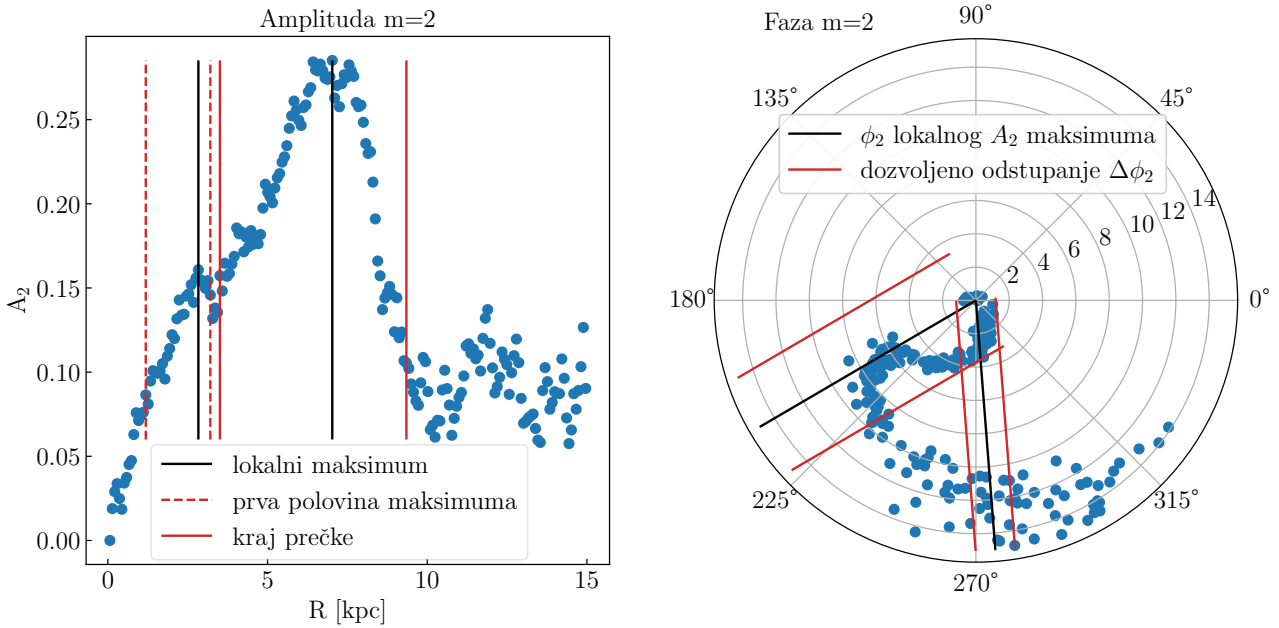 Amplituda m=2
A₂
0.25
0.20
0.15
0.10
0.05
0.00
0
5
10
15
R [kpc]
lokalni maksimum
prva polovina maksimuma
kraj prečke
Faza m=2
90°
135°
45°
ϕ₂ lokalnog A₂ maksimuma
dozvoljeno odstupanje Δϕ₂
2
4
6
8
10
12
14
180°
0°
225°
315°
270°